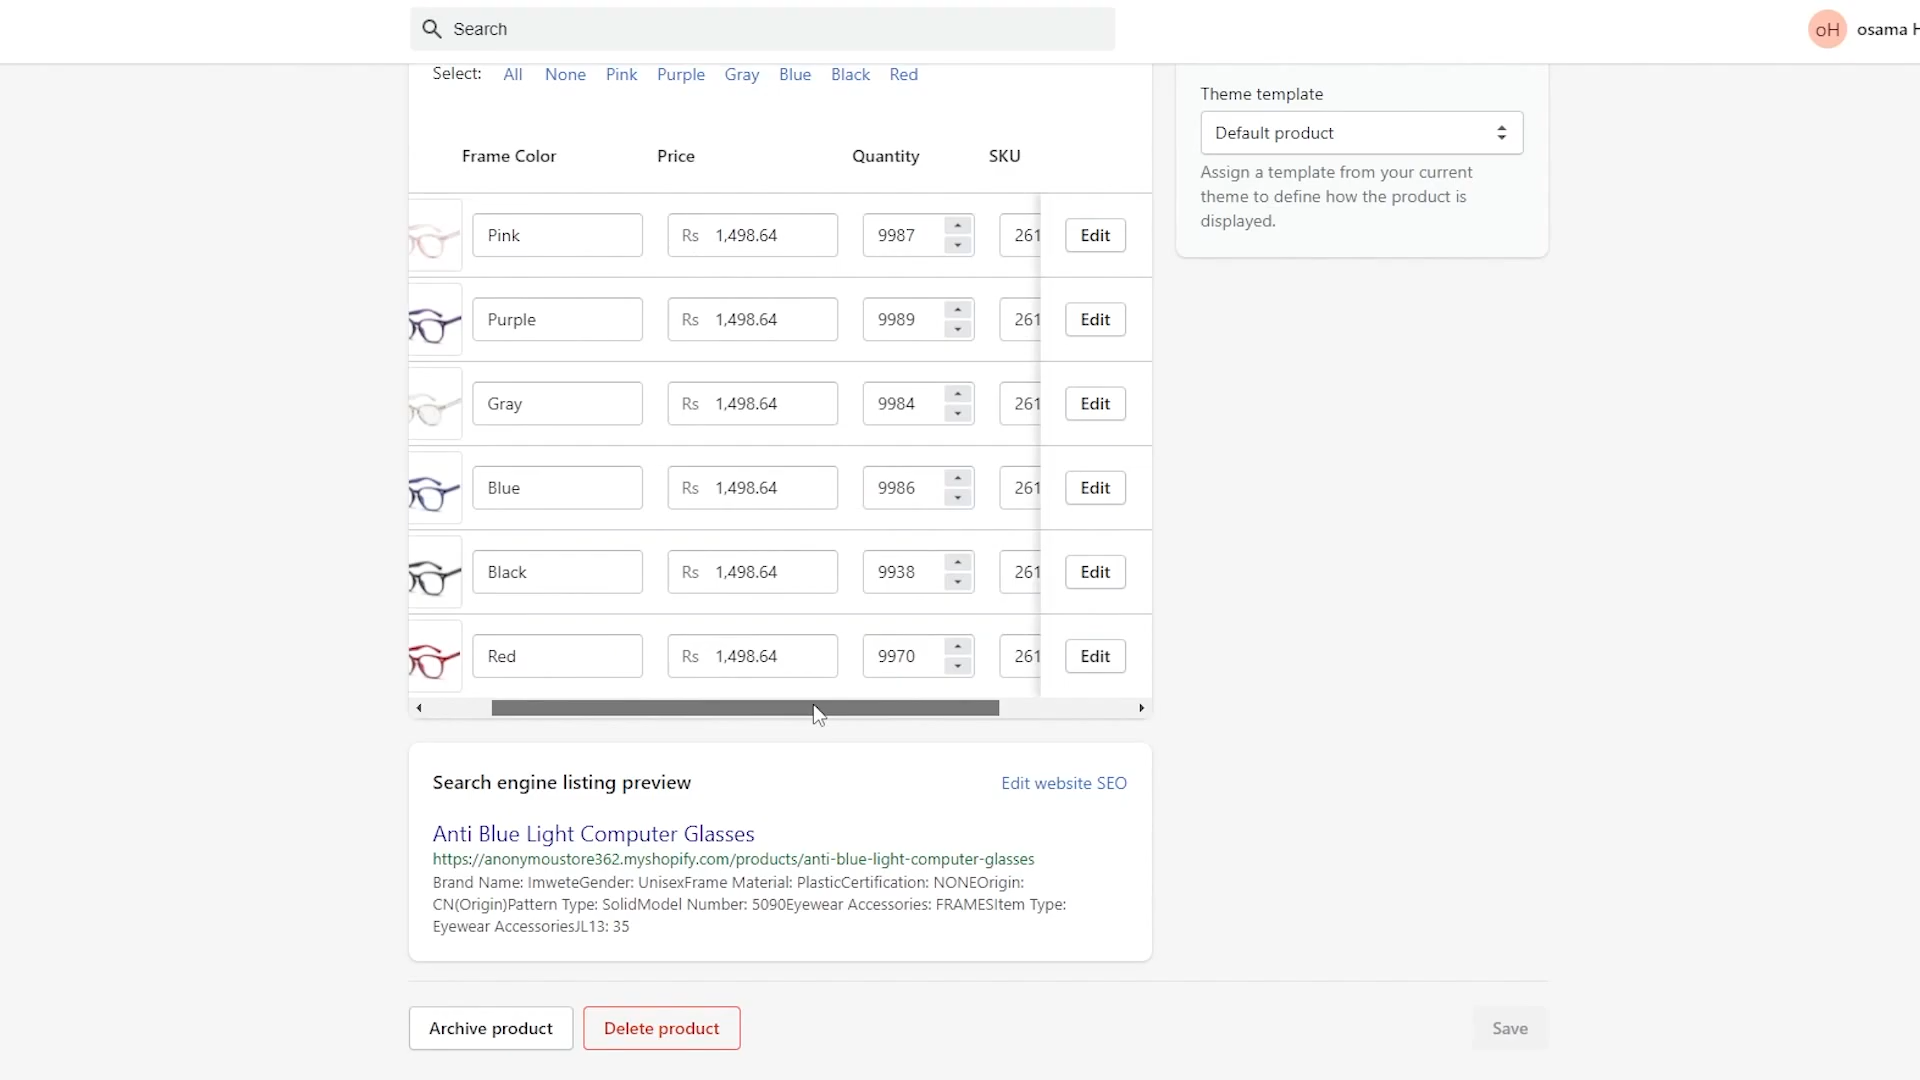 Search
oH osama H
Select: All None Pink Purple Gray Blue Black Red
Theme template
Default product
Assign a template from your current
theme to define how the product is
displayed.
Frame Color Price Quantity SKU
Pink Rs 1,498.64 9987 261 Edit
Purple Rs 1,498.64 9989 261 Edit
Gray Rs 1,498.64 9984 261 Edit
Blue Rs 1,498.64 9986 261 Edit
Black Rs 1,498.64 9938 261 Edit
Red Rs 1,498.64 9970 261 Edit
Search engine listing preview Edit website SEO
Anti Blue Light Computer Glasses
https://anonymoustore362.myshopify.com/products/anti-blue-light-computer-glasses
Brand Name: ImweteGender: UnisexFrame Material: PlasticCertification: NONEOrigin:
CN(Origin)Pattern Type: SolidModel Number: 5090Eyewear Accessories: FRAMESItem Type:
Eyewear AccessoriesJL13: 35
Archive product Delete product Save